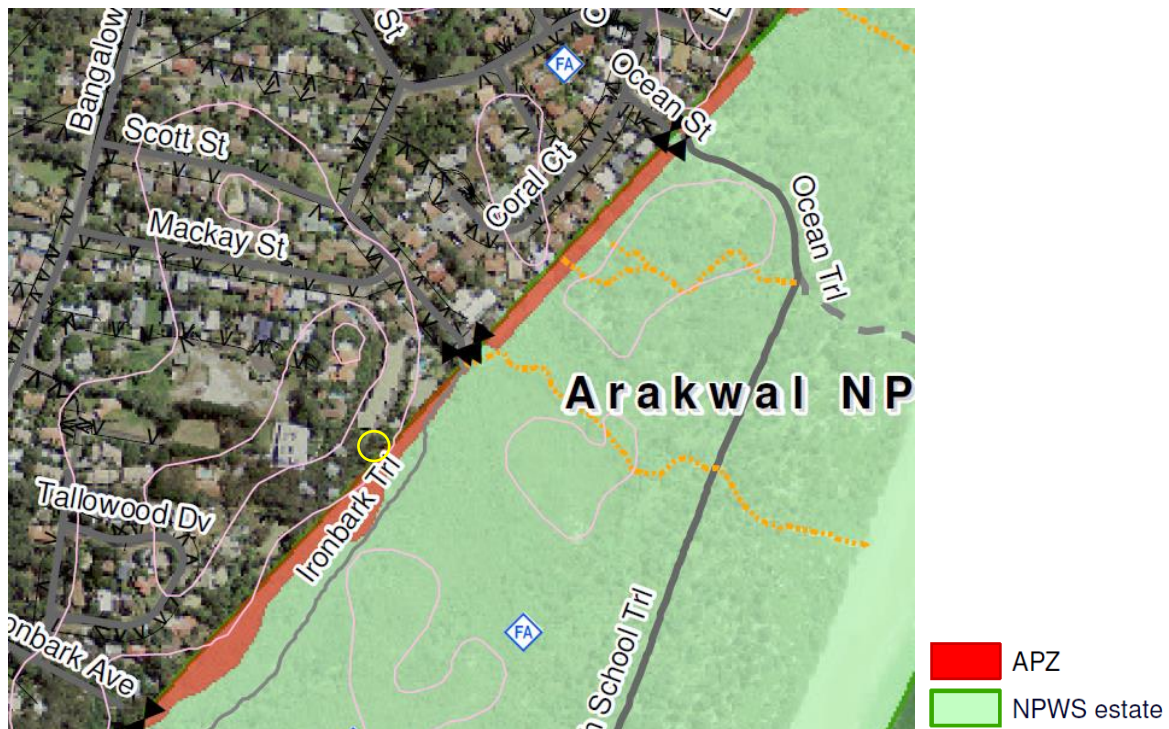 Bangalow
St
FA
Ocean St
Scott St
Coral Ct
Mackay St
Ocean Trl
Arakwal NP
Tallowood Dv
Ironbark Trl
onbark Ave
FA
School Trl
APZ
NPWS estate